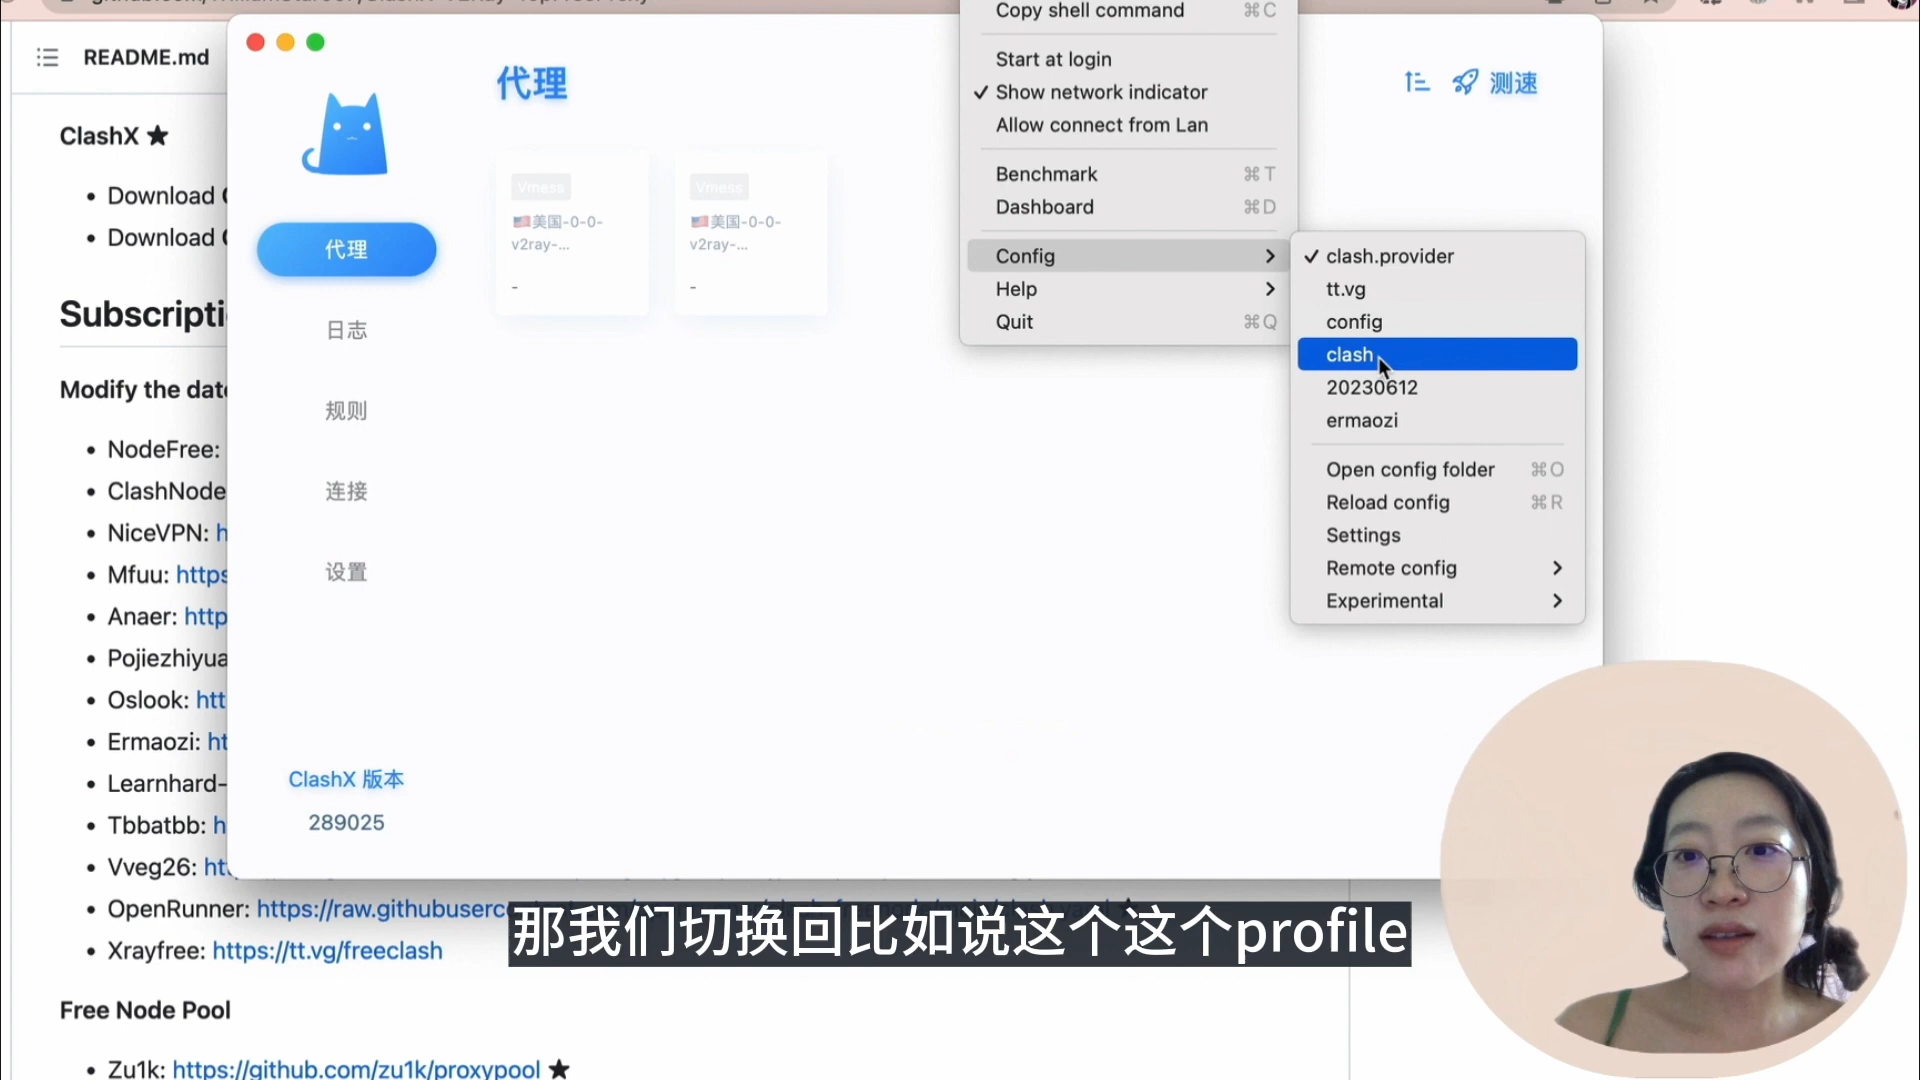 README.md
ClashX ★
Download
Download
Subscripti
Modify the date
NodeFree:
ClashNode
NiceVPN: h
Mfuu: https
Anaer: http
Pojiezhiyua
Oslook: htt
Ermaozi: ht
Learnhard-
Tbbatbb: h
Vveg26: htt
OpenRunner: https://raw.githubuserco
Xrayfree: https://tt.vg/freeclash
Free Node Pool
Zu1k: https://github.com/zu1k/proxypool ★
代理
日志
规则
连接
设置
ClashX 版本
289025
代理
测速
Vmess
🇺🇸美国-0-0-
v2ray-...
-
Vmess
🇺🇸美国-0-0-
v2ray-...
-
Copy shell command ⌘C
Start at login
✓ Show network indicator
Allow connect from Lan
Benchmark ⌘T
Dashboard ⌘D
Config
Help
Quit ⌘Q
✓ clash.provider
tt.vg
config
clash
20230612
ermaozi
Open config folder ⌘O
Reload config ⌘R
Settings
Remote config
Experimental
那我们切换回比如说这个这个profile